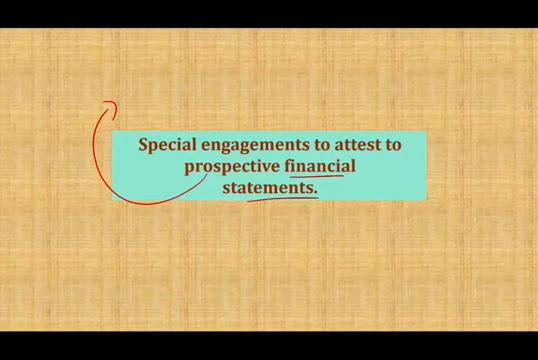 Special engagements to attest to
prospective financial
statements.